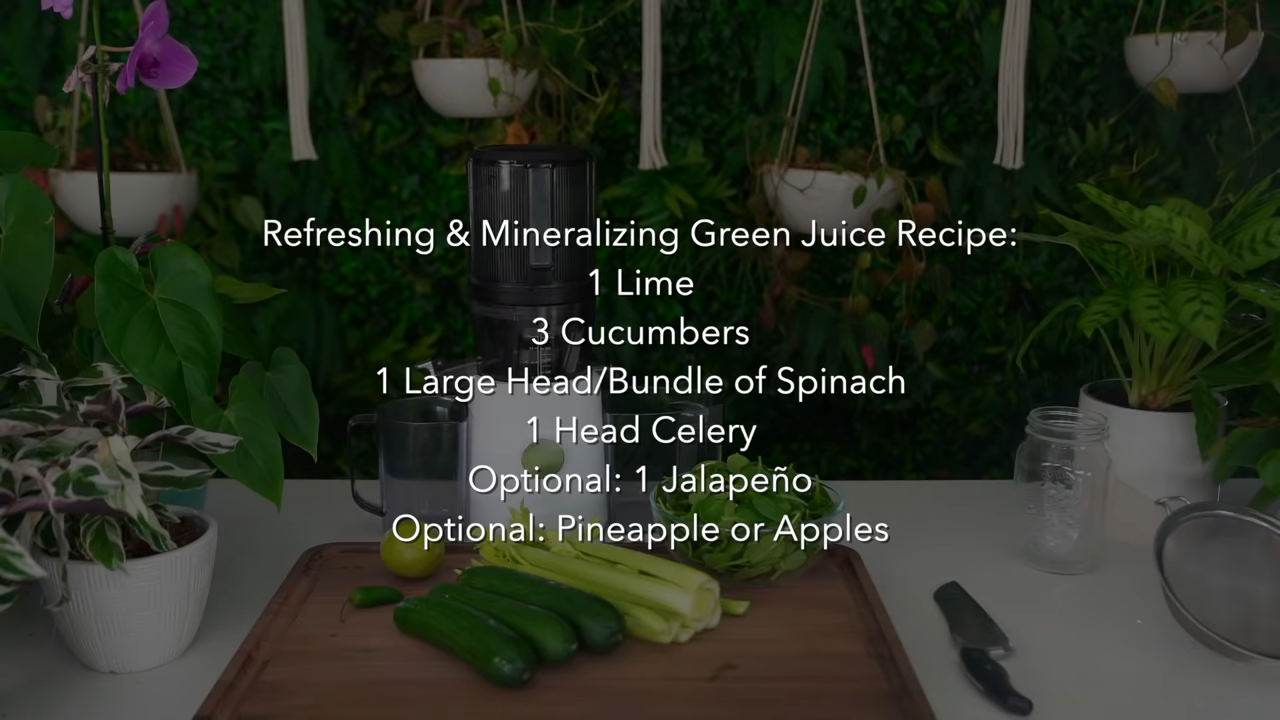 Refreshing & Mineralizing Green Juice Recipe:
1 Lime
3 Cucumbers
1 Large Head/Bundle of Spinach
1 Head Celery
Optional: 1 Jalapeño
Optional: Pineapple or Apples